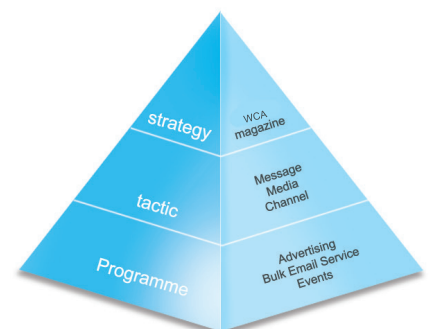 strategy
WCA
magazine
tactic
Message
Media
Channel
Programme
Advertising
Bulk Email Service
Events